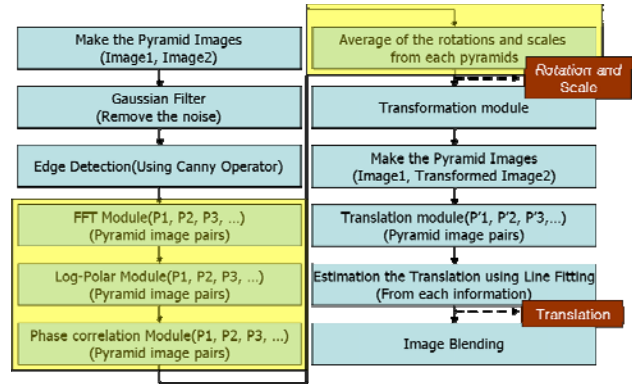 Make the Pyramid Images
(Image1, Image2)
Gaussian Filter
(Remove the noise)
Edge Detection(Using Canny Operator)
FFT Module(P1, P2, P3, ...)
(Pyramid image pairs)
Log-Polar Module(P1, P2, P3, ...)
(Pyramid image pairs)
Phase correlation Module(P1, P2, P3, ...)
(Pyramid image pairs)
Average of the rotations and scales
from each pyramids
Rotation and
Scale
Transformation module
Make the Pyramid Images
(Image1, Transformed Image2)
Translation module(P'1, P'2, P'3,...)
(Pyramid image pairs)
Estimation the Translation using Line Fitting
(From each information)
Translation
Image Blending